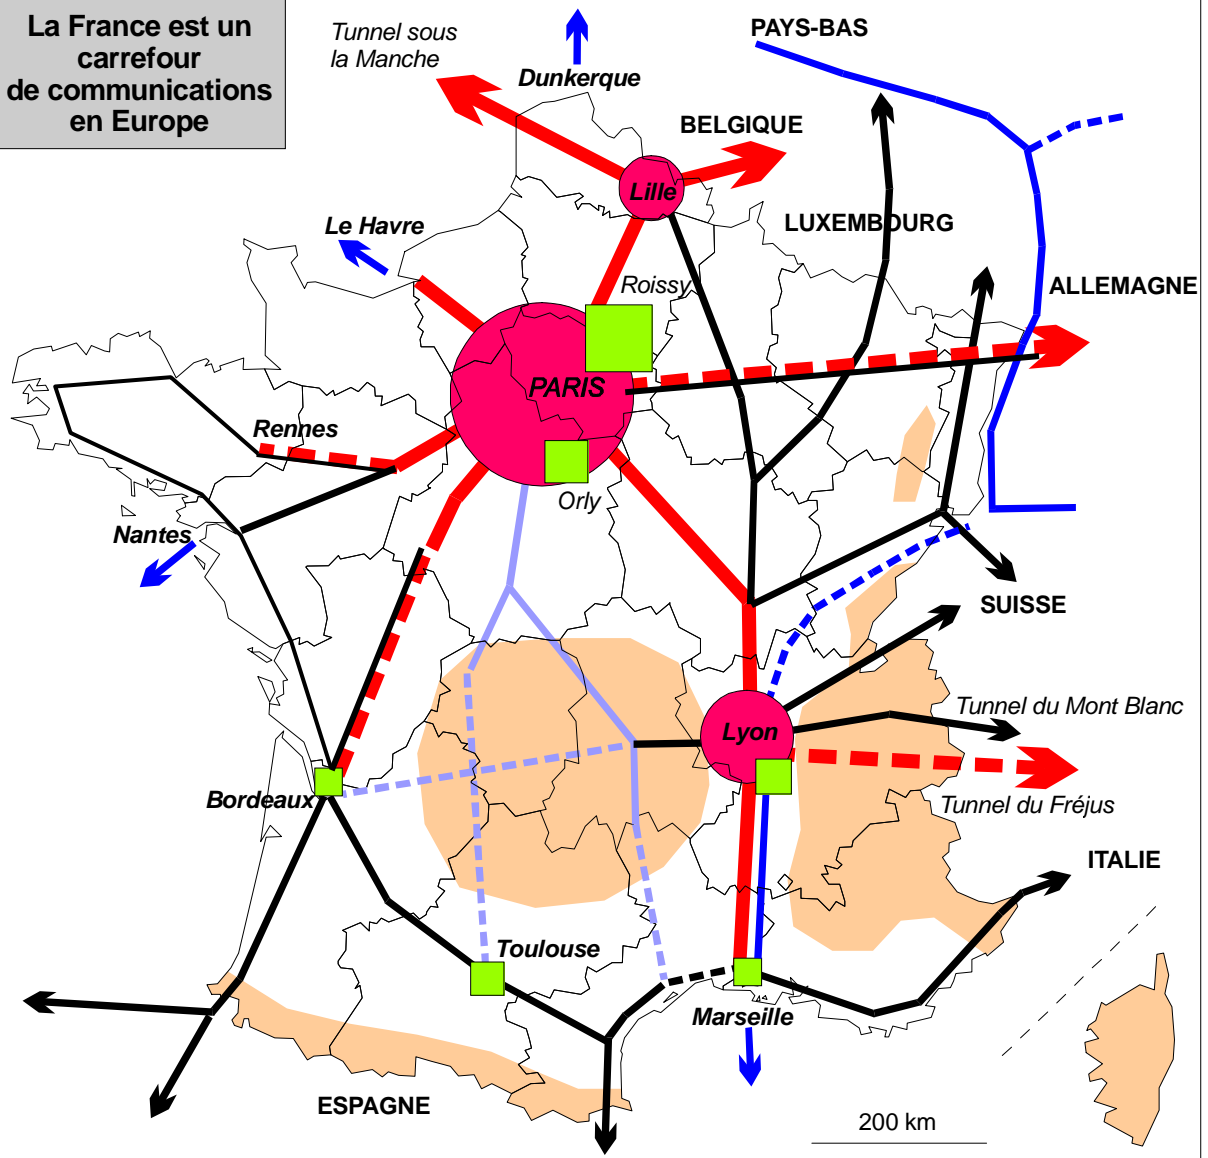 La France est un
carrefour
de communications
en Europe
Tunnel sous
la Manche
Dunkerque
PAYS-BAS
BELGIQUE
Lille
LUXEMBOURG
Le Havre
Roissy
ALLEMAGNE
PARIS
Rennes
Orly
Nantes
SUISSE
Tunnel du Mont Blanc
Lyon
Bordeaux
Tunnel du Fréjus
ITALIE
Toulouse
Marseille
ESPAGNE
200 km